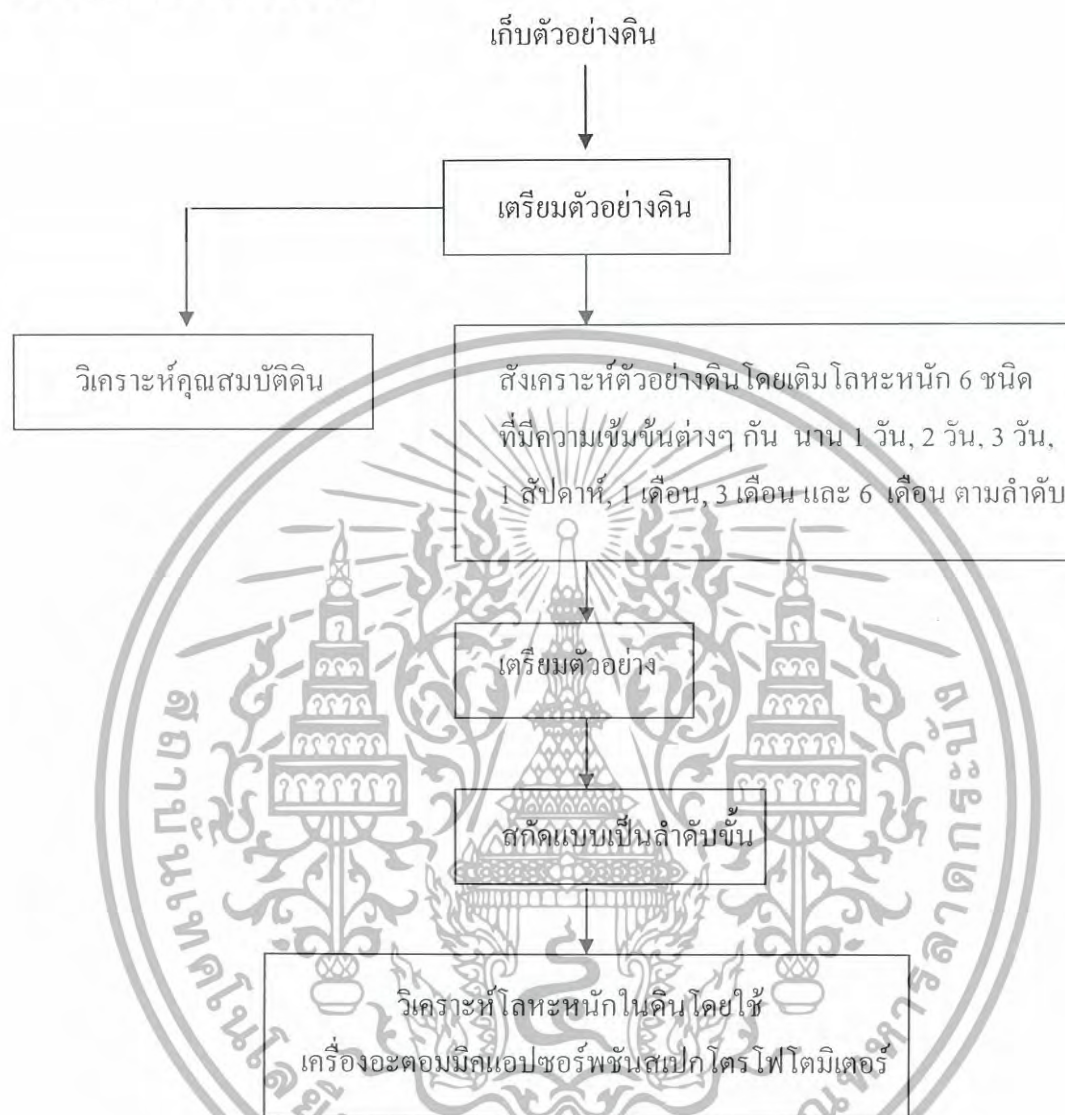 เก็บตัวอย่างดิน
เตรียมตัวอย่างดิน
วิเคราะห์คุณสมบัติดิน
สังเคราะห์ตัวอย่างดินโดยเติมโลหะหนัก 6 ชนิด
ที่มีความเข้มข้นต่างๆ กัน นาน 1 วัน, 2 วัน, 3 วัน,
1 สัปดาห์, 1 เดือน, 3 เดือน และ 6 เดือน ตามลำดับ
เตรียมตัวอย่าง
สกัดแบบเป็นลำดับขั้น
วิเคราะห์โลหะหนักในดินโดยใช้
เครื่องอะตอมมิคแอปซอร์พชันสเปกโตรโฟโตมิเตอร์